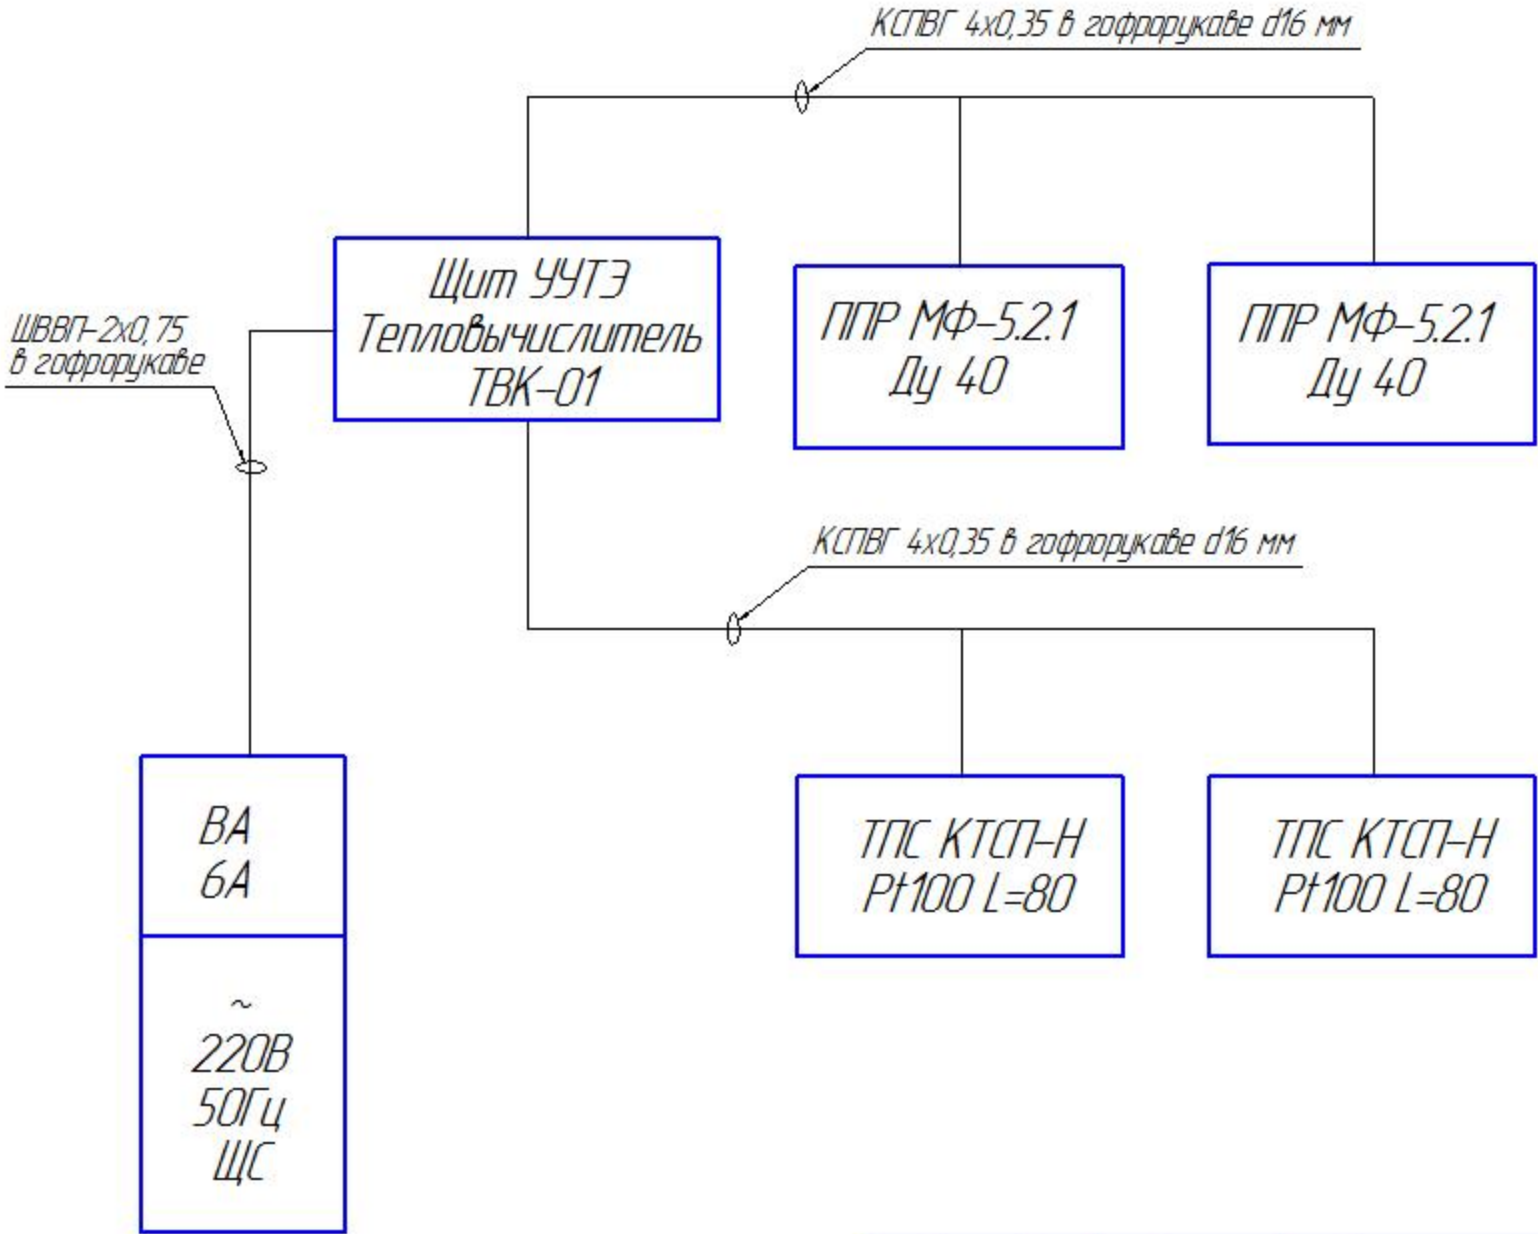 КСПВГ 4х0,35 в гофрорукаве d16 мм
Щит УУТЭ
Тепловычислитель
ТВК-01
ППР МФ-5.2.1
Ду 40
ППР МФ-5.2.1
Ду 40
ШВВП-2х0,75
в гофрорукаве
КСПВГ 4х0,35 в гофрорукаве d16 мм
ВА
6А
~
220В
50Гц
ЩС
ТПС КТСП-Н
Pt100 L=80
ТПС КТСП-Н
Pt100 L=80